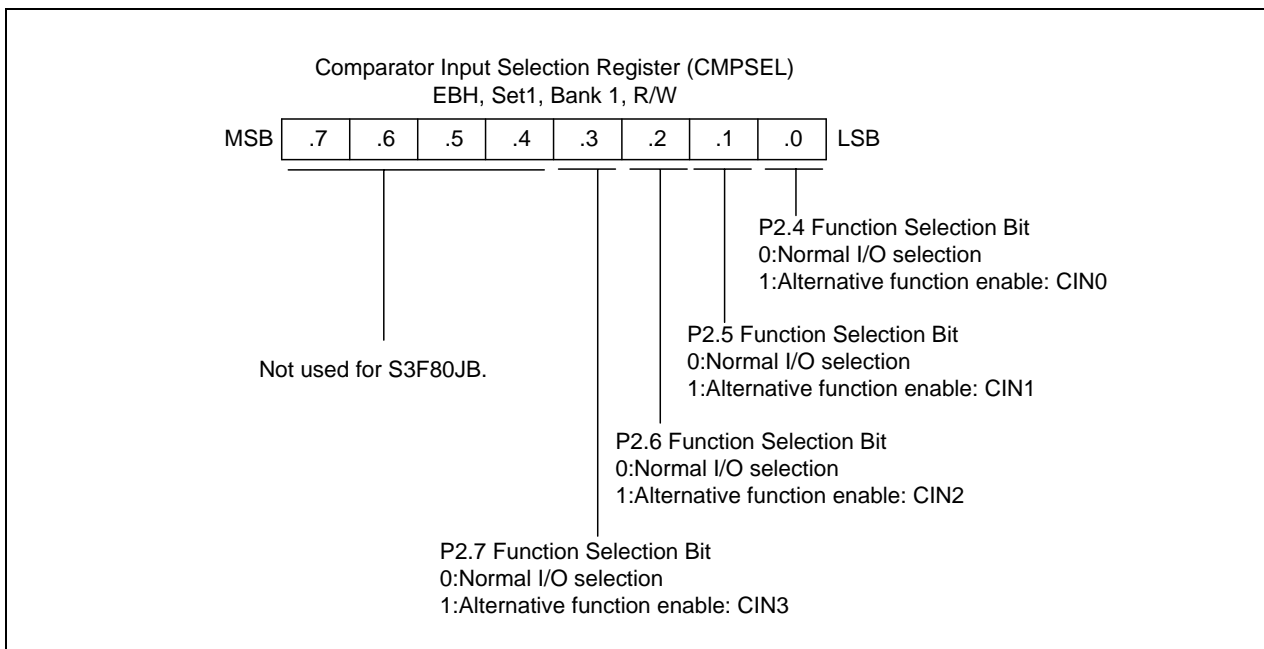 Comparator Input Selection Register (CMPSEL)
EBH, Set1, Bank 1, R/W
MSB .7 .6 .5 .4 .3 .2 .1 .0 LSB
P2.4 Function Selection Bit
0:Normal I/O selection
1:Alternative function enable: CIN0
P2.5 Function Selection Bit
0:Normal I/O selection
1:Alternative function enable: CIN1
Not used for S3F80JB.
P2.6 Function Selection Bit
0:Normal I/O selection
1:Alternative function enable: CIN2
P2.7 Function Selection Bit
0:Normal I/O selection
1:Alternative function enable: CIN3